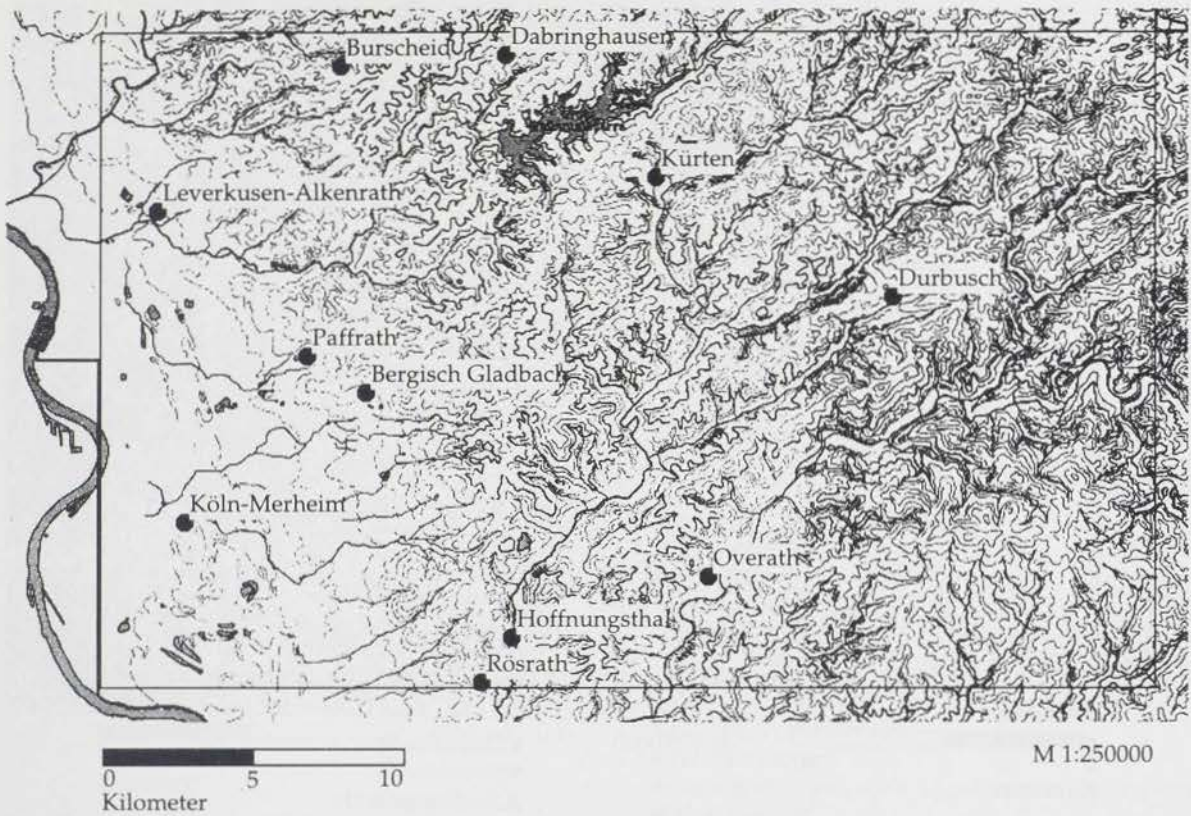 Burscheid
Dabringhausen
Kürten
Leverkusen-Alkenrath
Durbusch
Paffrath
Bergisch Gladbach
Köln-Merheim
Overath
Hoffnungsthal
Rösrath
0 5 10
Kilometer
M 1:250000